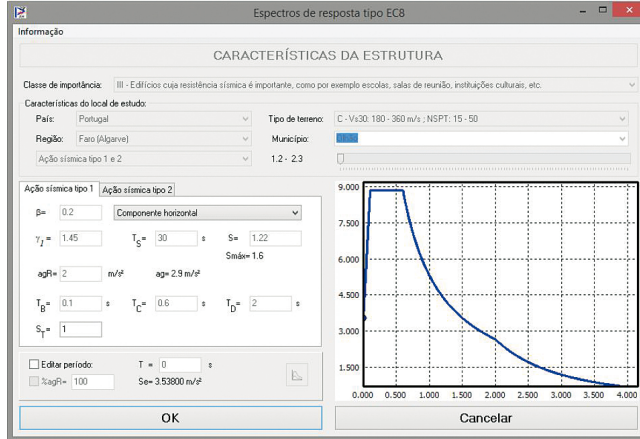 Espectros de resposta tipo EC8
Informação
CARACTERÍSTICAS DA ESTRUTURA
Classe de importância: III - Edifícios cuja resistência sísmica é importante, como por exemplo escolas, salas de reunião, instituições culturais, etc.
Características do local de estudo:
País: Portugal Tipo de terreno: C - Vs30: 180 - 360 m/s ; NSPT: 15 - 50
Região: Faro (Algarve) Município:
Ação sísmica tipo 1 e 2 1.2 - 2.3
Ação sísmica tipo 1 Ação sísmica tipo 2
β= 0.2 Componente horizontal
γI = 1.45 TS= 30 s S= 1.22
Smáx= 1.6
agR= 2 m/s² ag= 2.9 m/s²
TB= 0.1 s TC= 0.6 s TD= 2 s
ST= 1
Editar período: T = 0 s
%agR= 100 Se= 3.53800 m/s²
9.000
7.500
6.000
4.500
3.000
1.500
0.000 0.500 1.000 1.500 2.000 2.500 3.000 3.500 4.000
OK Cancelar